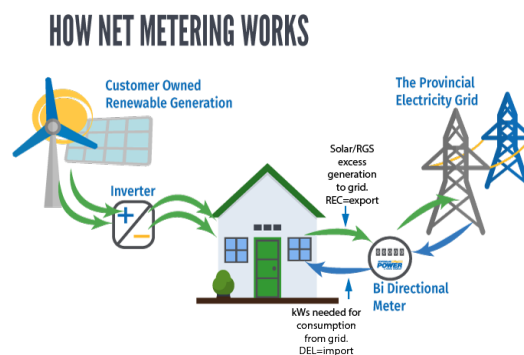 HOW NET METERING WORKS
Customer Owned
Renewable Generation
The Provincial
Electricity Grid
Solar/RGS
excess
generation
to grid.
REC=export
Inverter
POWER
Bi Directional
Meter
kWs needed for
consumption
from grid.
DEL=import